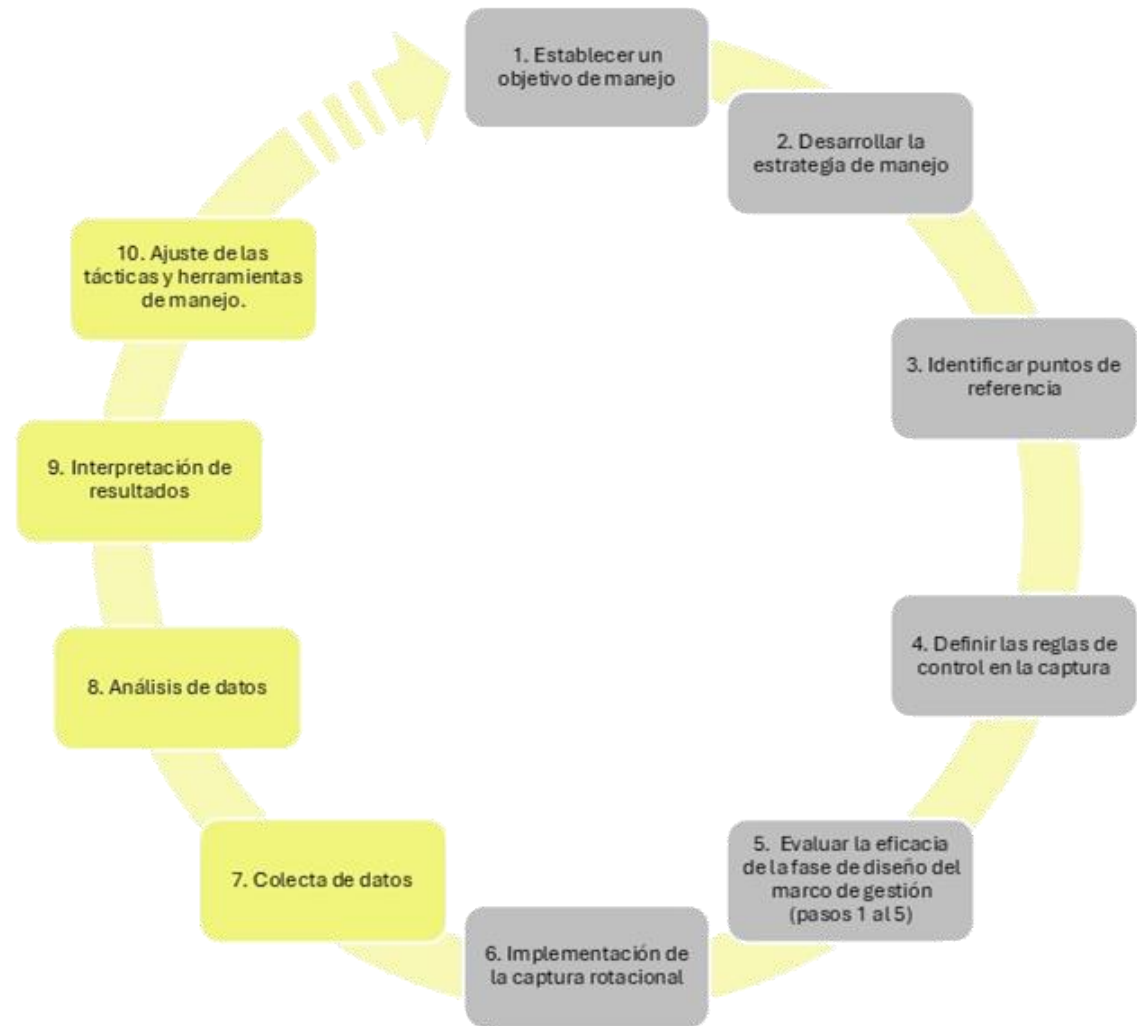 1. Establecer un
objetivo de manejo
2. Desarrollar la
estrategia de manejo
3. Identificar puntos de
referencia
4. Definir las reglas de
control en la captura
5. Evaluar la eficacia
de la fase de diseño del
marco de gestión
(pasos 1 al 5)
6. Implementación de
la captura rotacional
7. Colecta de datos
8. Análisis de datos
9. Interpretación de
resultados
10. Ajuste de las
tácticas y herramientas
de manejo.